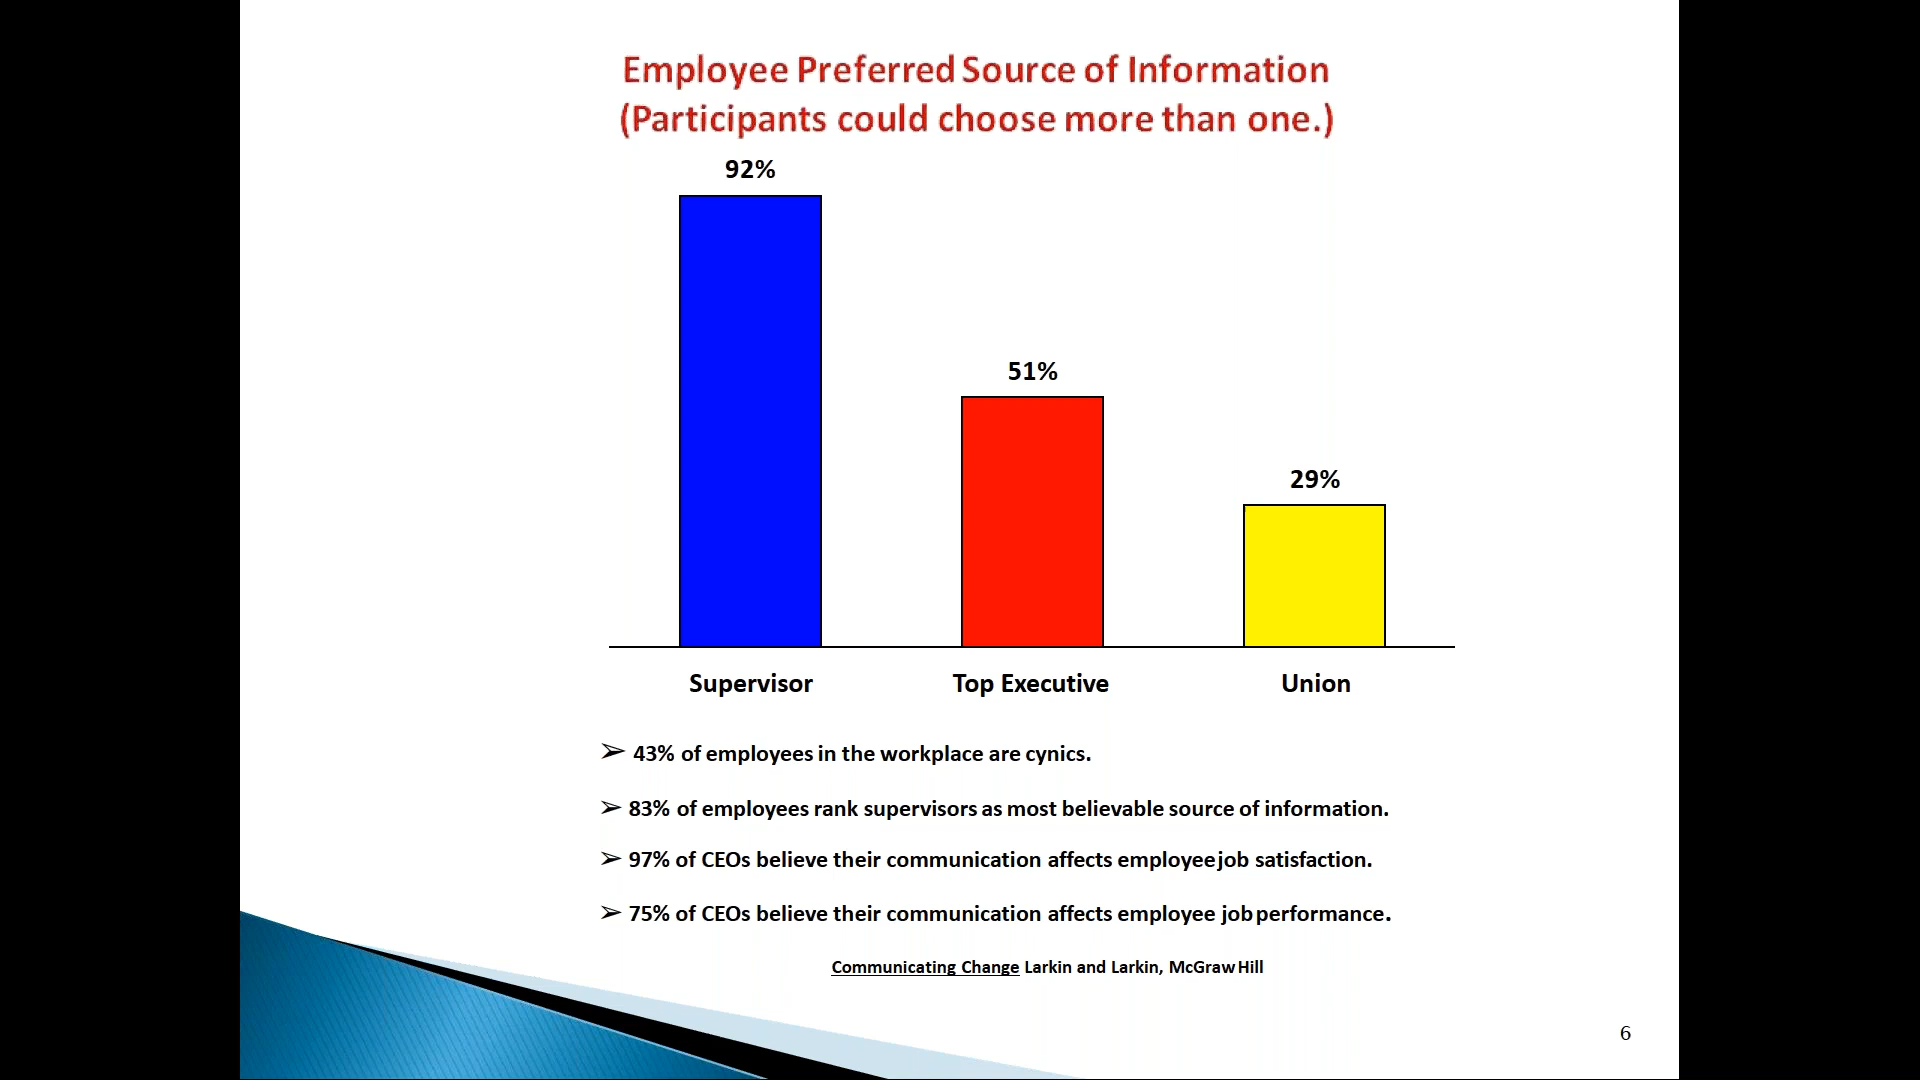 Employee Preferred Source of Information
(Participants could choose more than one.)
92%
51%
29%
Supervisor
Top Executive
Union
➢ 43% of employees in the workplace are cynics.
➢ 83% of employees rank supervisors as most believable source of information.
➢ 97% of CEOs believe their communication affects employee job satisfaction.
➢ 75% of CEOs believe their communication affects employee job performance.
Communicating Change Larkin and Larkin, McGraw Hill
6